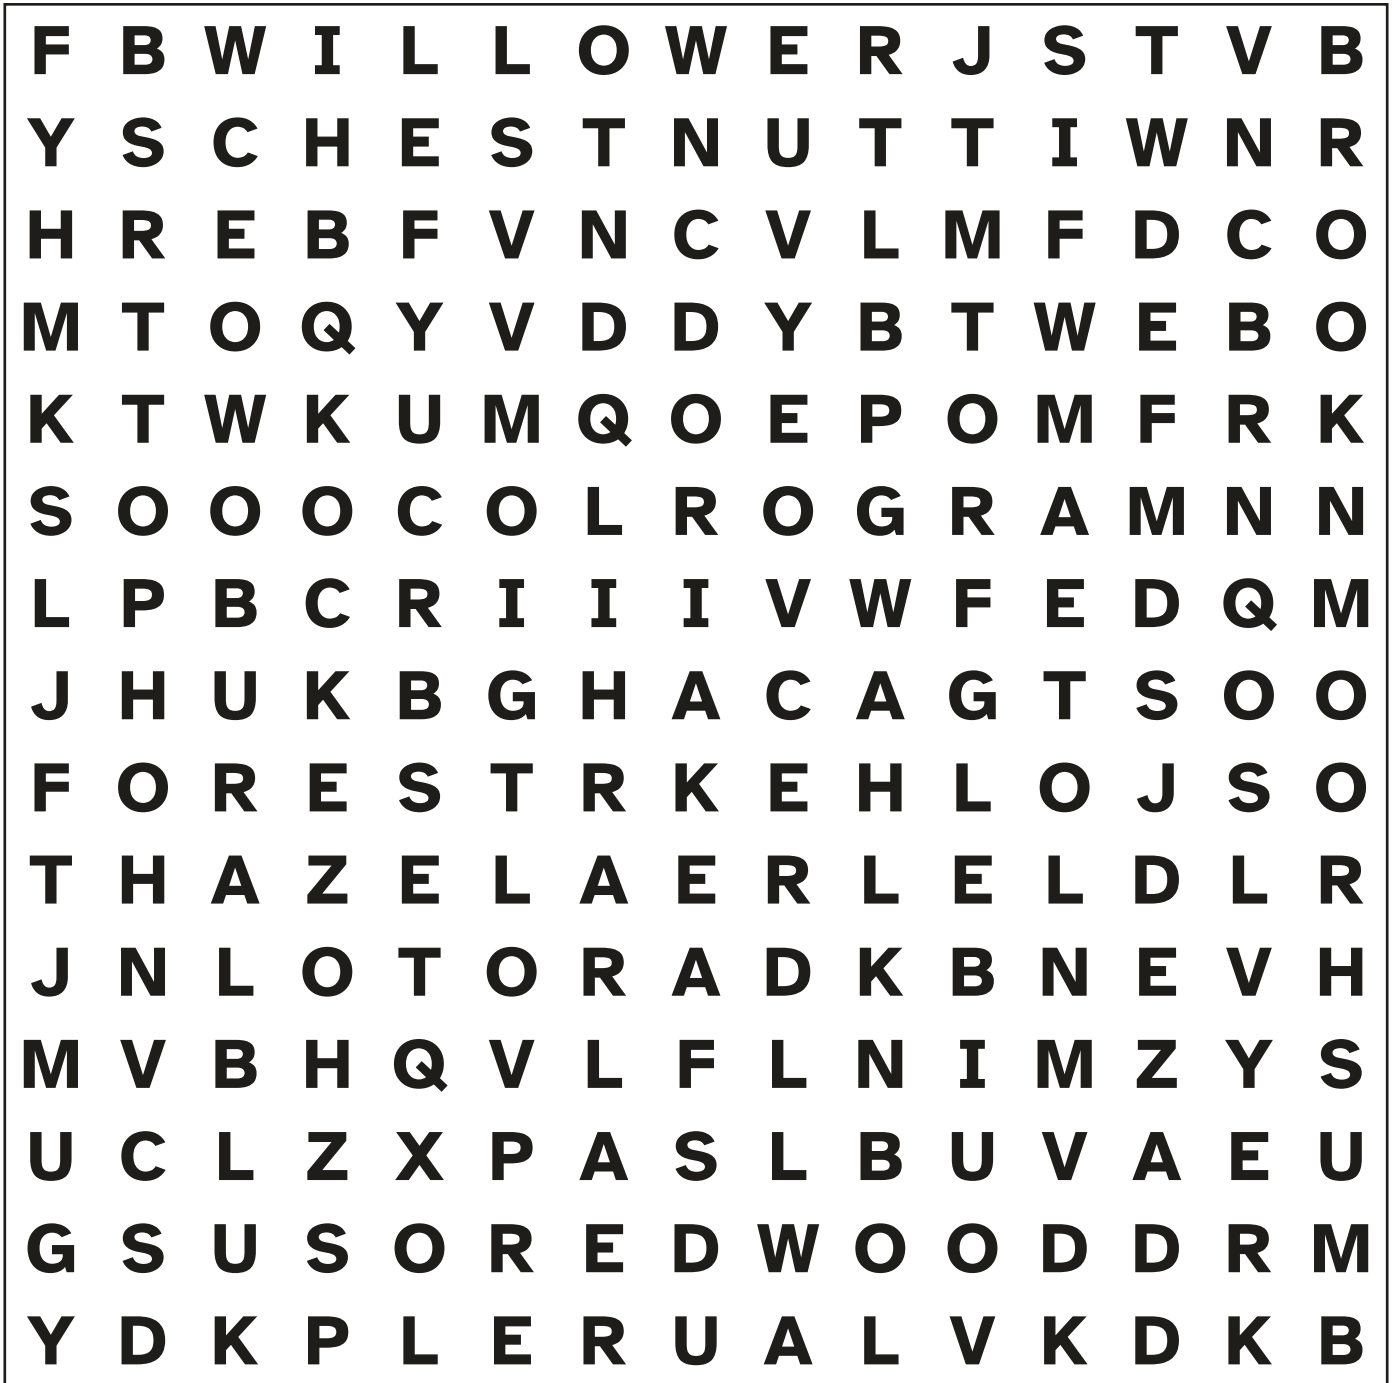 F B W I L L O W E R J S T V B
Y S C H E S T N U T T I W N R
H R E B F V N C V L M F D C O
M T O Q Y V D D Y B T W E B O
K T W K U M Q O E P O M F R K
S O O O C O L R O G R A M N N
L P B C R I I I V W F E D Q M
J H U K B G H A C A G T S O O
F O R E S T R K E H L O J S O
T H A Z E L A E R L E L D L R
J N L O T O R A D K B N E V H
M V B H Q V L F L N I M Z Y S
U C L Z X P A S L B U V A E U
G S U S O R E D W O O D D R M
Y D K P L E R U A L V K D K B